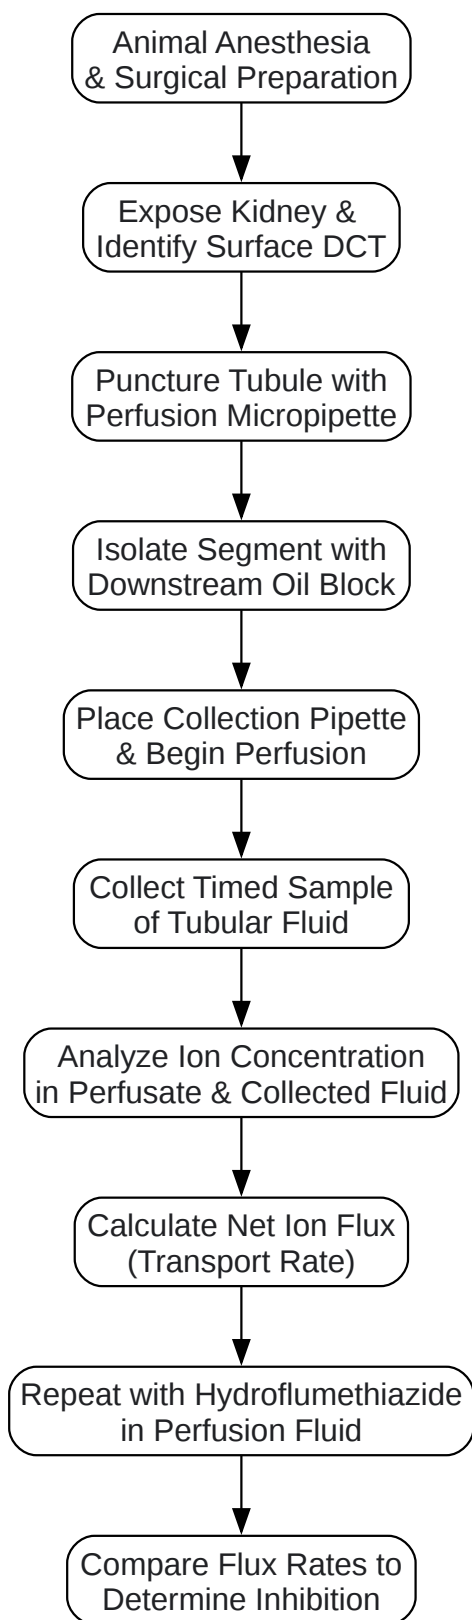 Animal Anesthesia
& Surgical Preparation
Expose Kidney &
Identify Surface DCT
Puncture Tubule with
Perfusion Micropipette
Isolate Segment with
Downstream Oil Block
Place Collection Pipette
& Begin Perfusion
Collect Timed Sample
of Tubular Fluid
Analyze Ion Concentration
in Perfusate & Collected Fluid
Calculate Net Ion Flux
(Transport Rate)
Repeat with Hydroflumethiazide
in Perfusion Fluid
Compare Flux Rates to
Determine Inhibition